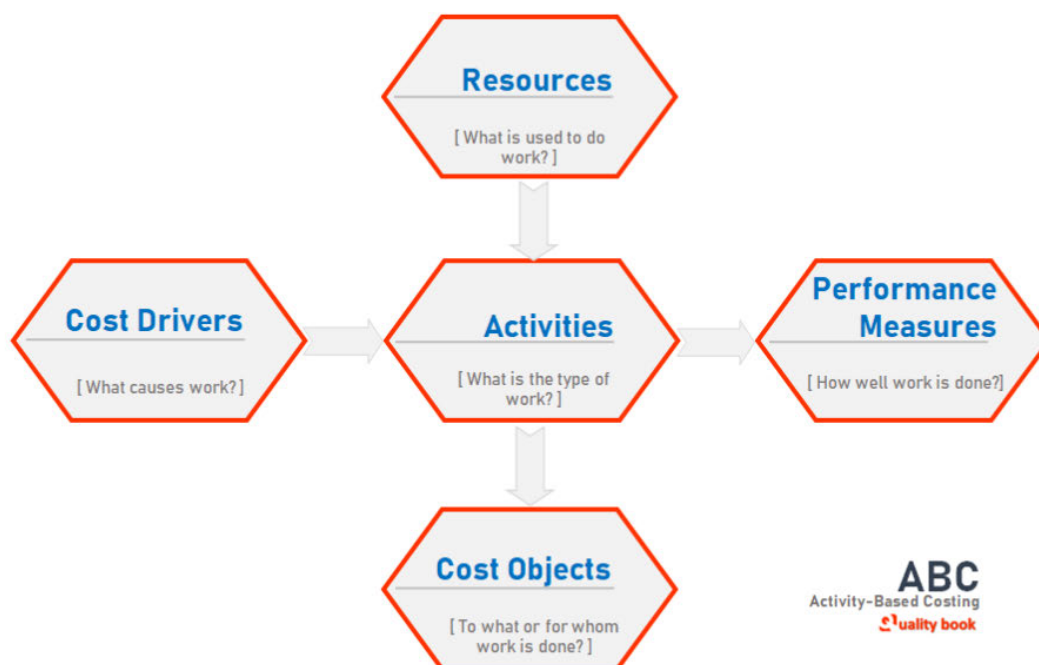 Resources
[ What is used to do
work? ]
Cost Drivers
[ What causes work? ]
Activities
[ What is the type of
work? ]
Performance
Measures
[ How well work is done?]
Cost Objects
[ To what or for whom
work is done? ]
ABC
Activity-Based Costing
Quality book